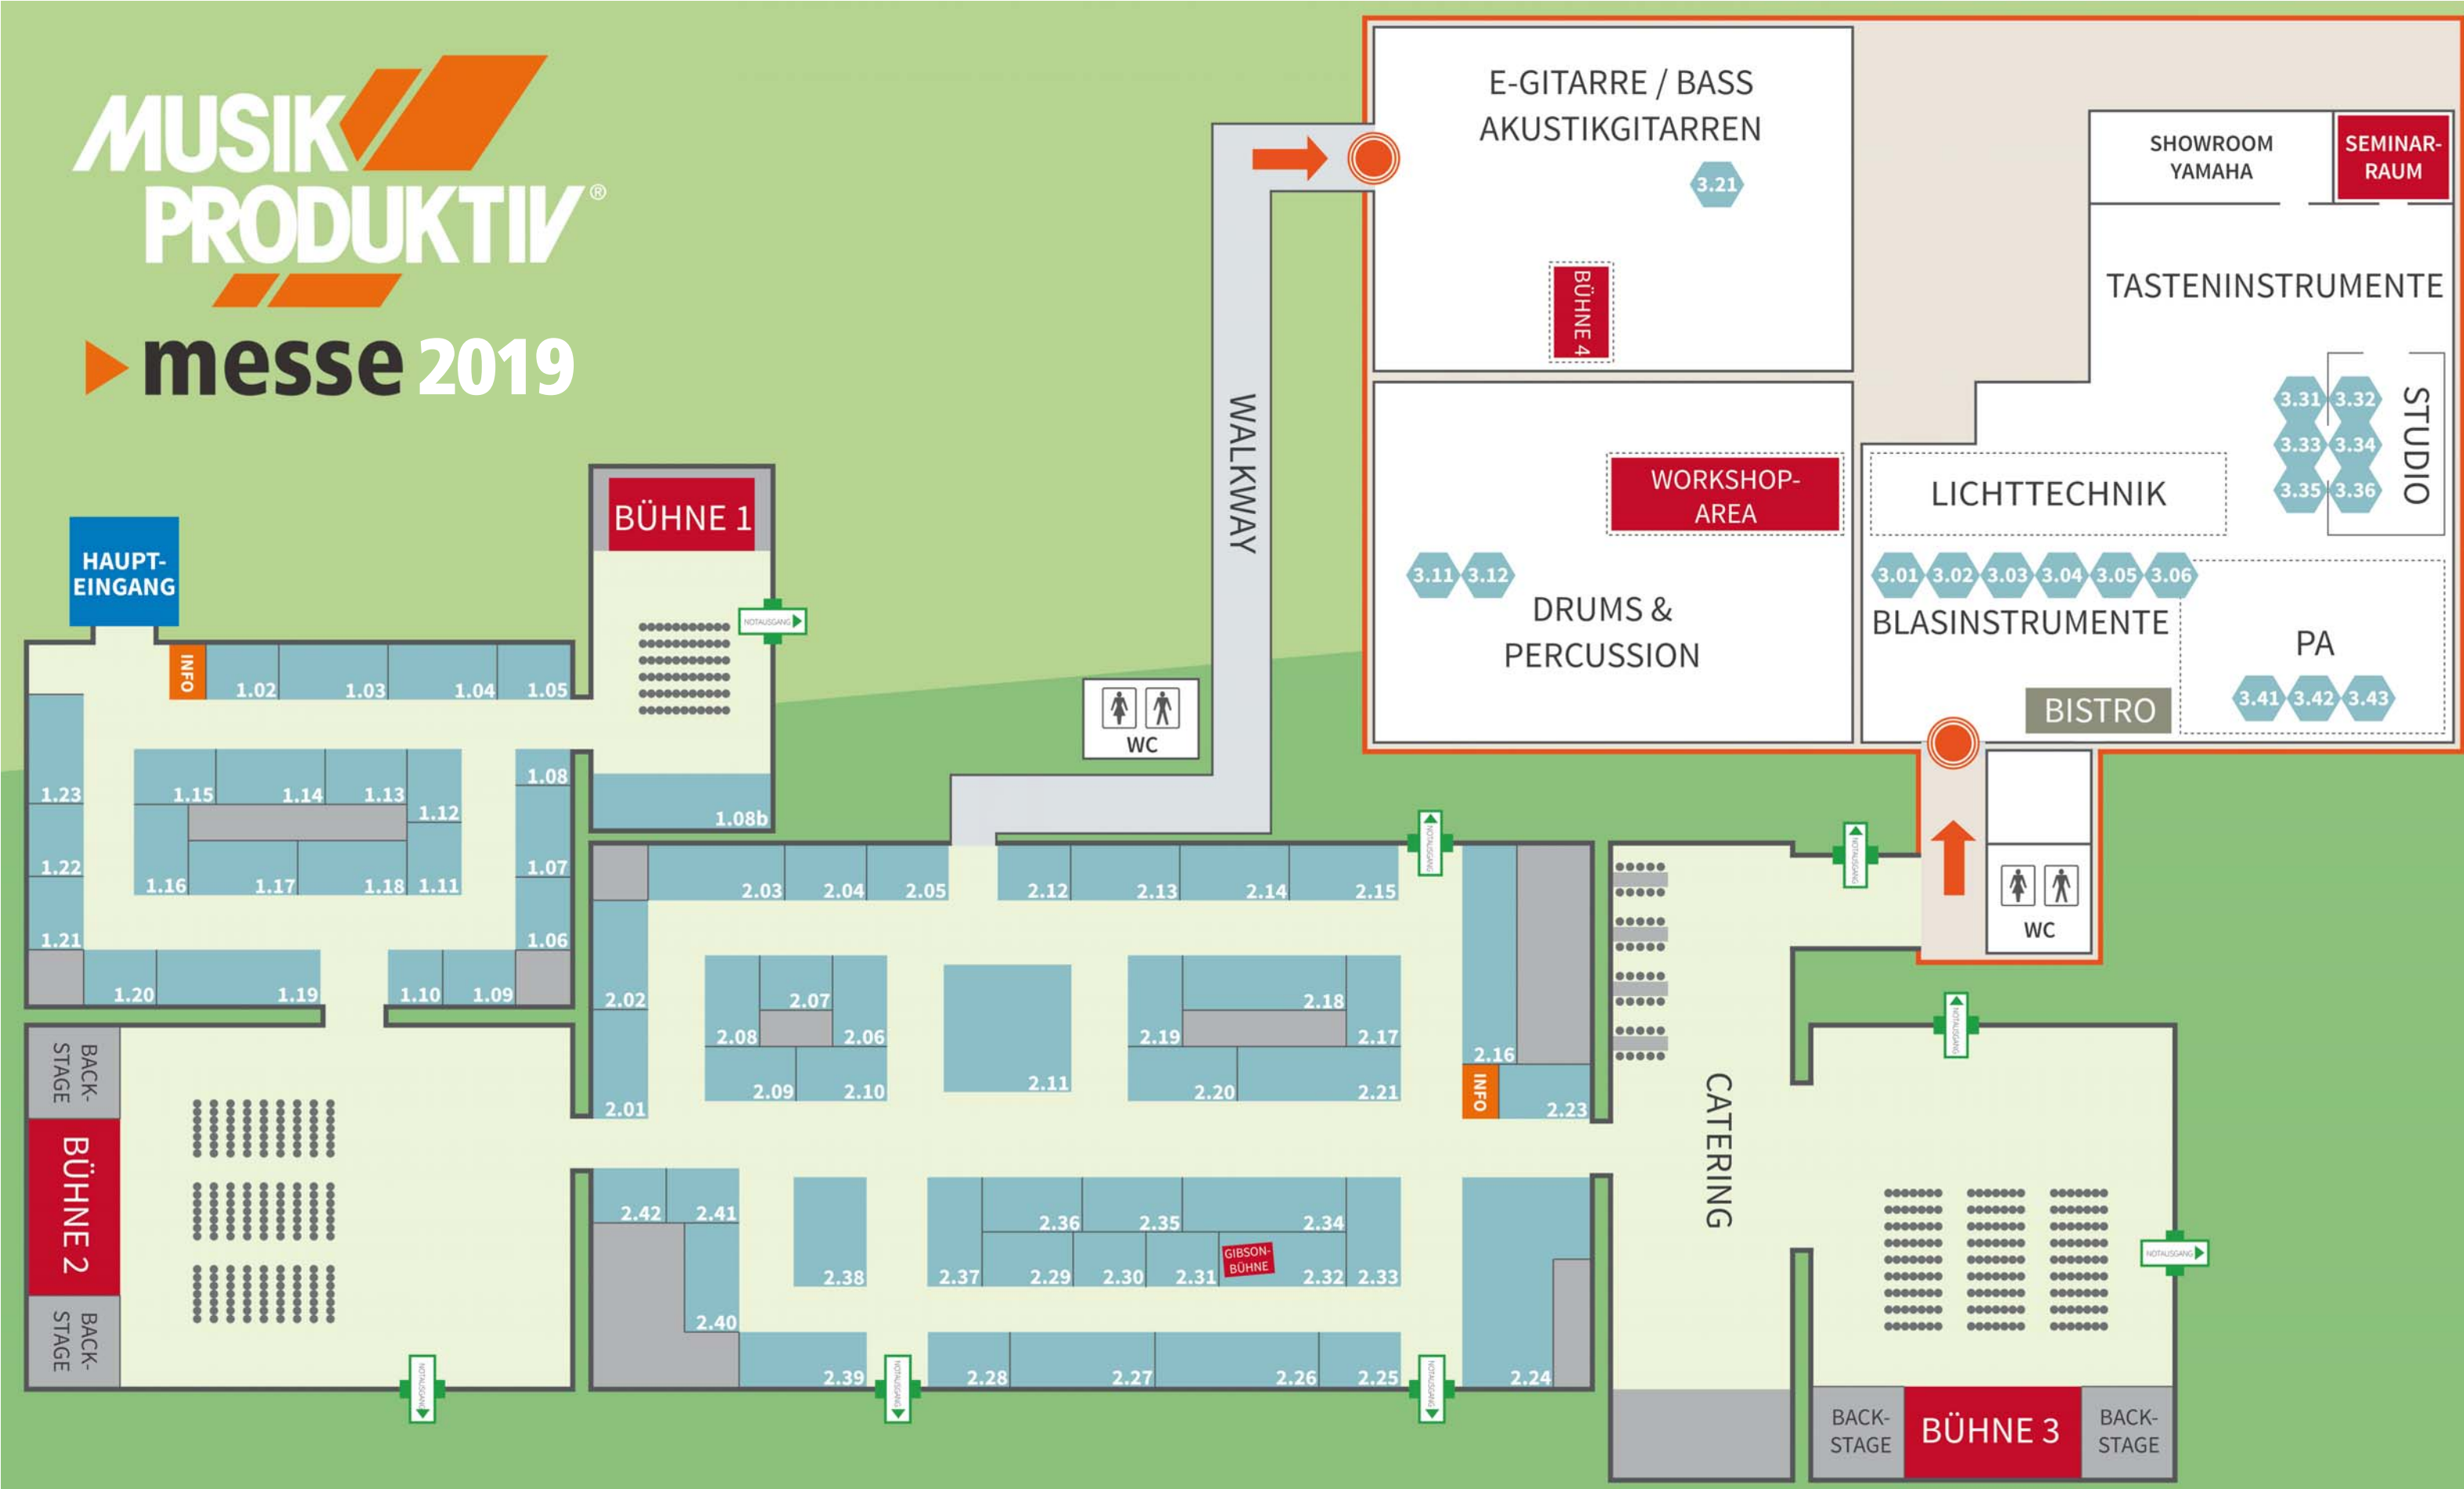 MUSIK
PRODUKTIV®
messe 2019
E-GITARRE / BASS
AKUSTIKGITARREN
3.21
BÜHNE 4
SHOWROOM
YAMAHA
SEMINAR-
RAUM
TASTENINSTRUMENTE
3.31 3.32
3.33 3.34
3.35 3.36
STUDIO
WALKWAY
WORKSHOP-
AREA
LICHTTECHNIK
3.11 3.12
DRUMS &
PERCUSSION
3.01 3.02 3.03 3.04 3.05 3.06
BLASINSTRUMENTE
PA
3.41 3.42 3.43
BISTRO
WC
WC
HAUPT-
EINGANG
BÜHNE 1
NOTAUSGANG
INFO
1.02 1.03 1.04 1.05
1.23
1.15 1.14 1.13
1.12
1.08
1.08b
1.22
1.16 1.17 1.18 1.11
1.07
1.21
1.06
1.20 1.19 1.10 1.09
BACK-
STAGE
BÜHNE 2
BACK-
STAGE
NOTAUSGANG
2.03 2.04 2.05 2.12 2.13 2.14 2.15
NOTAUSGANG
2.02
2.07
2.18
2.08 2.06
2.19 2.17
2.16
2.11
2.09 2.10
2.20 2.21
INFO
2.01
2.23
2.42 2.41
2.36 2.35 2.34
GIBSON-
BÜHNE
2.38
2.37 2.29 2.30 2.31 2.32 2.33
2.40
2.39 2.28 2.27 2.26 2.25 2.24
NOTAUSGANG
NOTAUSGANG
CATERING
NOTAUSGANG
NOTAUSGANG
NOTAUSGANG
BACK-
STAGE
BÜHNE 3
BACK-
STAGE